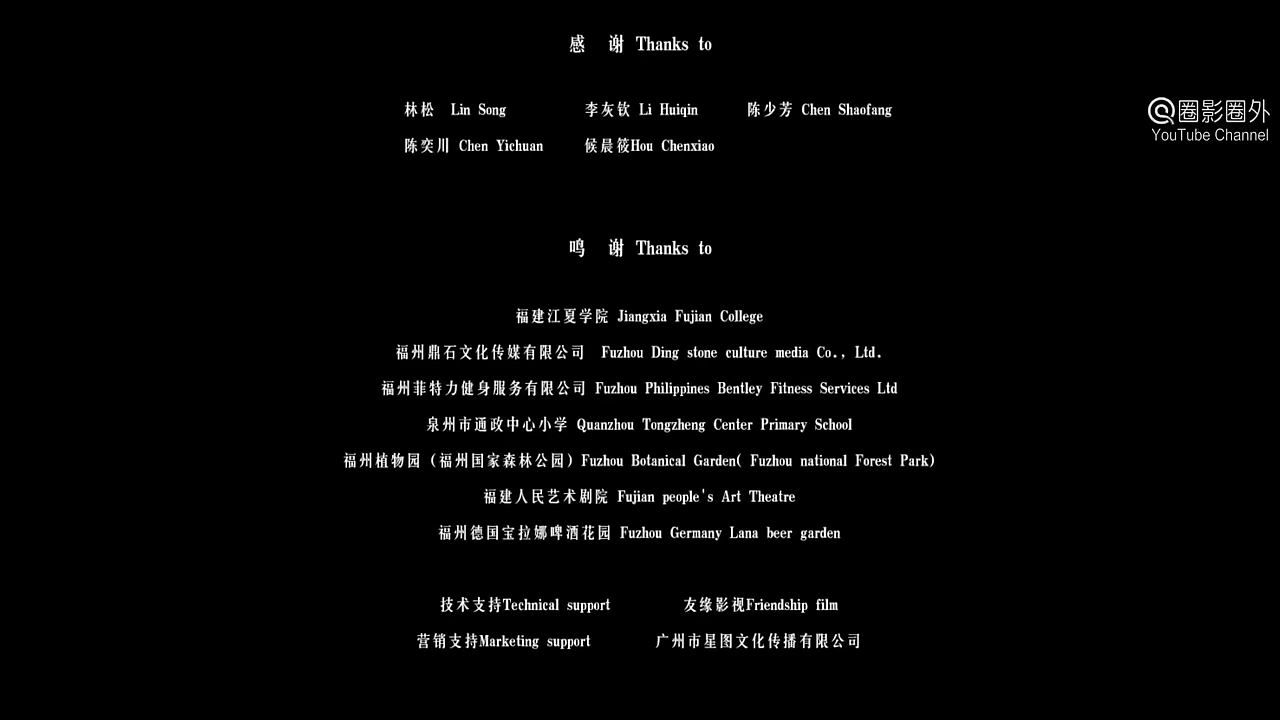 感 谢 Thanks to
林松 Lin Song 李灰钦 Li Huiqin 陈少芳 Chen Shaofang
陈奕川 Chen Yichuan 候晨筱Hou Chenxiao
圈影圈外
YouTube Channel
鸣 谢 Thanks to
福建江夏学院 Jiangxia Fujian College
福州鼎石文化传媒有限公司 Fuzhou Ding stone culture media Co., Ltd.
福州菲特力健身服务有限公司 Fuzhou Philippines Bentley Fitness Services Ltd
泉州市通政中心小学 Quanzhou Tongzheng Center Primary School
福州植物园（福州国家森林公园）Fuzhou Botanical Garden( Fuzhou national Forest Park)
福建人民艺术剧院 Fujian people's Art Theatre
福州德国宝拉娜啤酒花园 Fuzhou Germany Lana beer garden
技术支持Technical support 友缘影视Friendship film
营销支持Marketing support 广州市星图文化传播有限公司